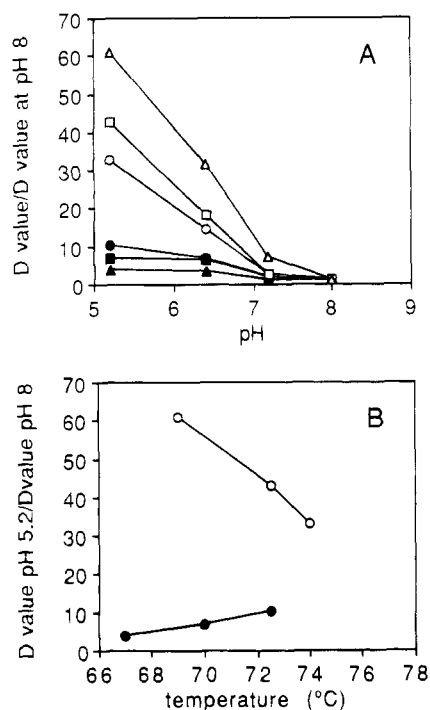 A
D value/D value at pH 8
70
60
50
40
30
20
10
0
5 6 7 8 9
pH
B
D value pH 5.2/Dvalue pH 8
70
60
50
40
30
20
10
0
66 68 70 72 74 76 78
temperature (°C)